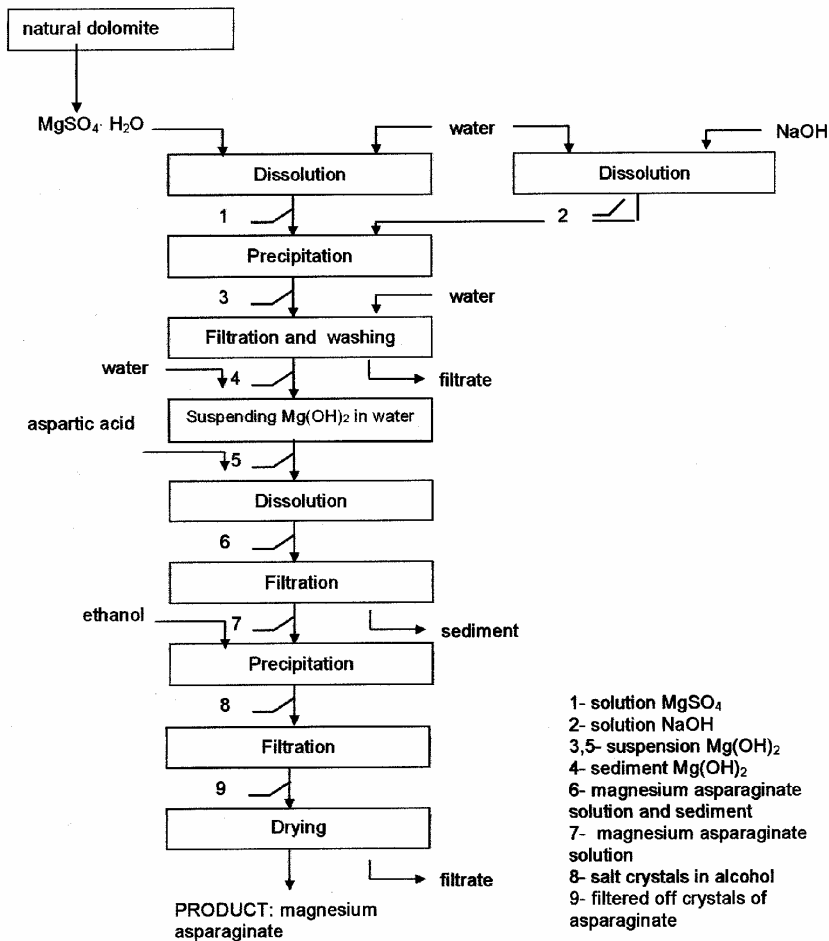 natural dolomite
MgSO₄· H₂O
water
NaOH
Dissolution
Dissolution
1
2
Precipitation
3
water
Filtration and washing
water
4
filtrate
Suspending Mg(OH)₂ in water
aspartic acid
5
Dissolution
6
Filtration
ethanol
7
sediment
Precipitation
8
Filtration
9
Drying
filtrate
PRODUCT: magnesium
asparaginate
1- solution MgSO₄
2- solution NaOH
3,5- suspension Mg(OH)₂
4- sediment Mg(OH)₂
6- magnesium asparaginate
solution and sediment
7- magnesium asparaginate
solution
8- salt crystals in alcohol
9- filtered off crystals of
asparaginate